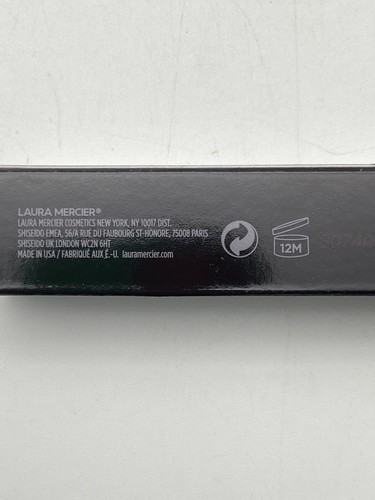 LAURA MERCIER®
LAURA MERCIER COSMETICS NEW YORK, NY 10017 DIST.
SHISEIDO EMEA, 56/A RUE DU FAUBOURG ST-HONORE, 75008 PARIS
SHISEIDO UK LONDON WC2N 6HT
MADE IN USA / FABRIQUÉ AUX É.-U. lauramercier.com
12M